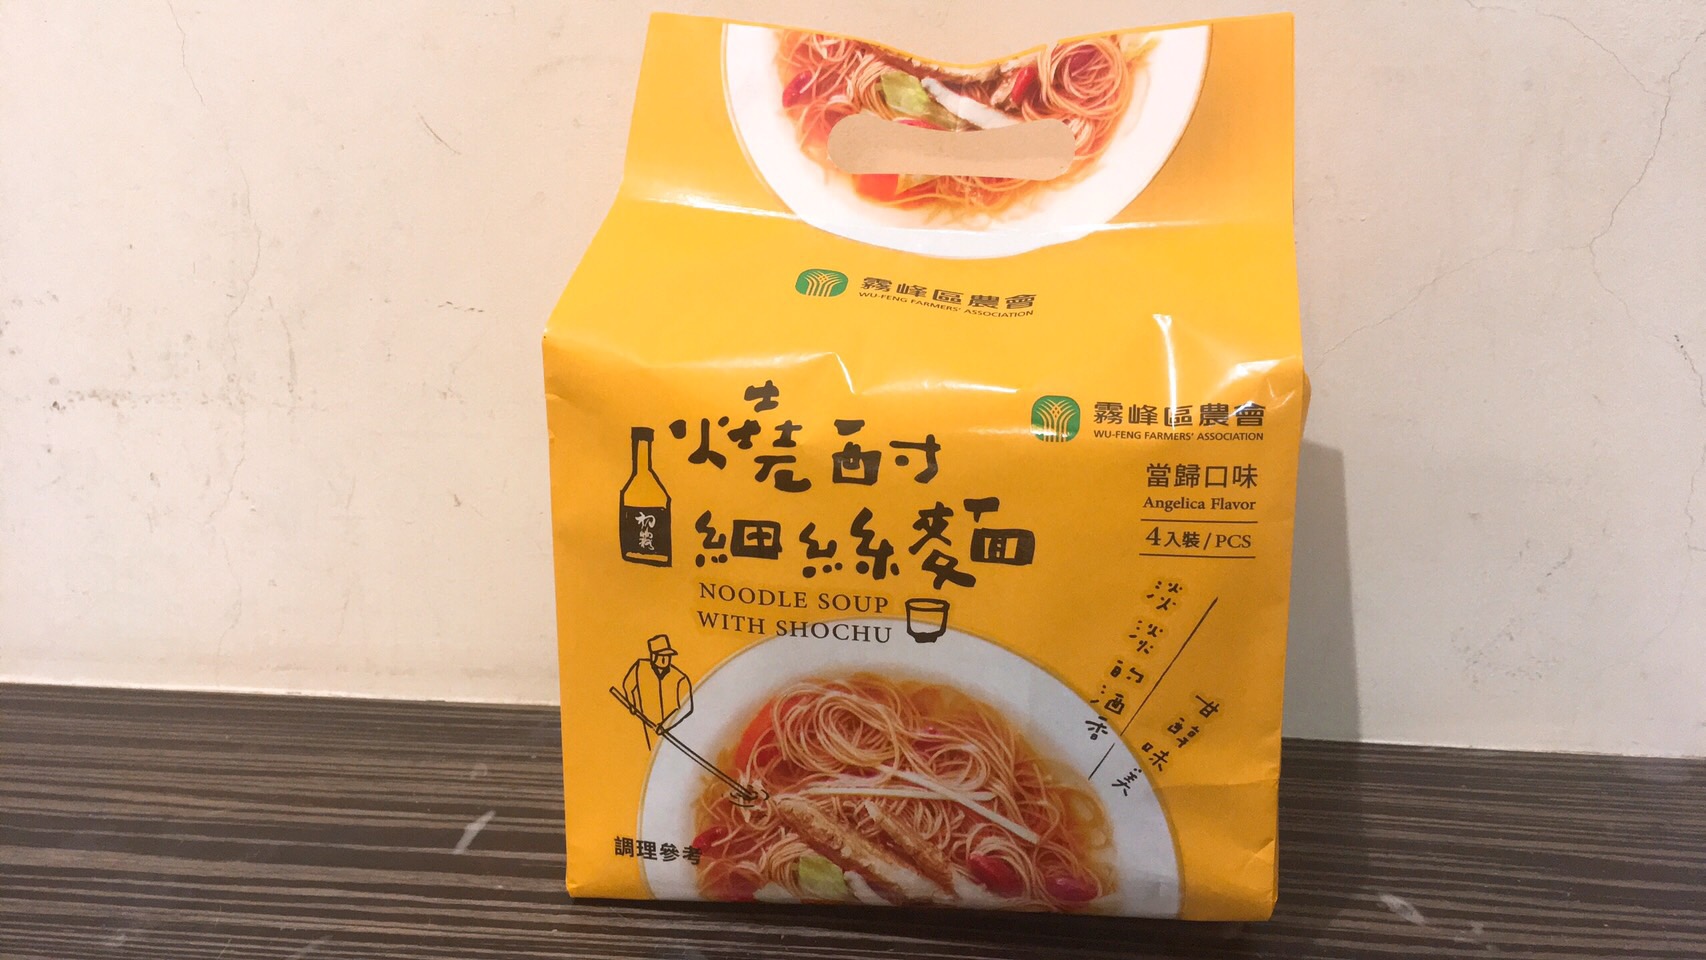 霧峰區農會
WU-FENG FARMERS' ASSOCIATION
霧峰區農會
WU-FENG FARMERS' ASSOCIATION
燒酎
細絲麵
初霧
NOODLE SOUP
WITH SHOCHU
當歸口味
Angelica Flavor
4入裝/PCS
淡淡的酒香
甘醇味美
調理參考